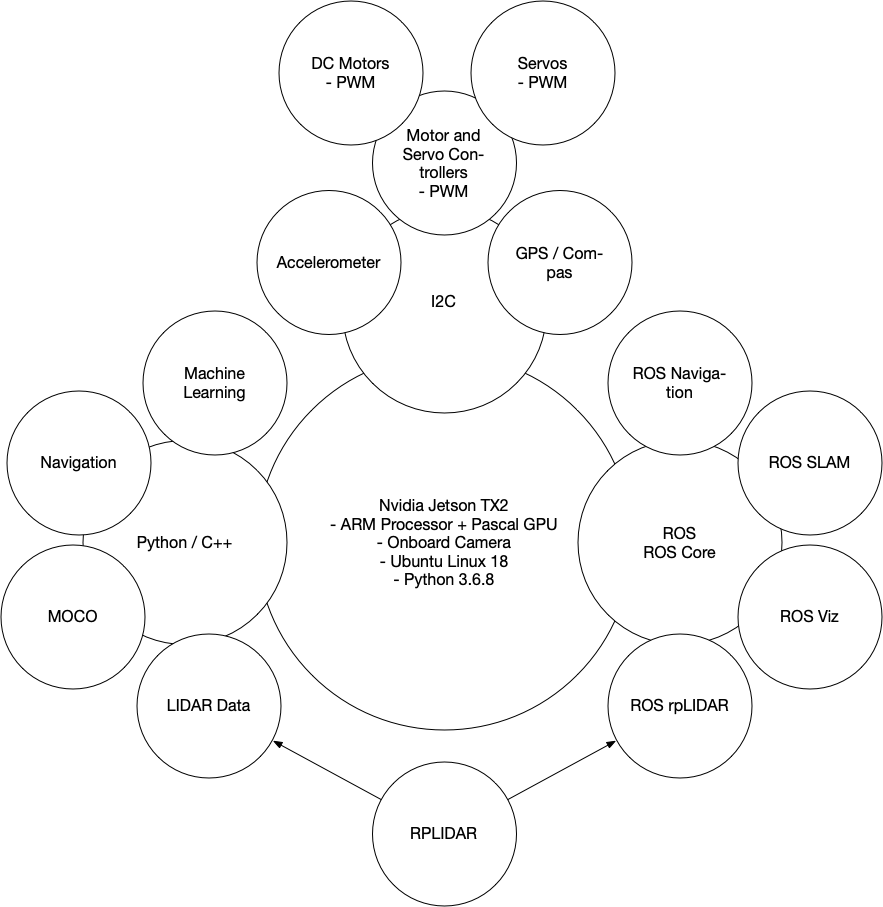 DC Motors
- PWM
Servos
- PWM
Motor and
Servo Con-
trollers
- PWM
Accelerometer
GPS / Com-
pas
I2C
Machine
Learning
ROS Naviga-
tion
Navigation
ROS SLAM
Python / C++
Nvidia Jetson TX2
- ARM Processor + Pascal GPU
- Onboard Camera
- Ubuntu Linux 18
- Python 3.6.8
ROS
ROS Core
MOCO
ROS Viz
LIDAR Data
ROS rpLIDAR
RPLIDAR